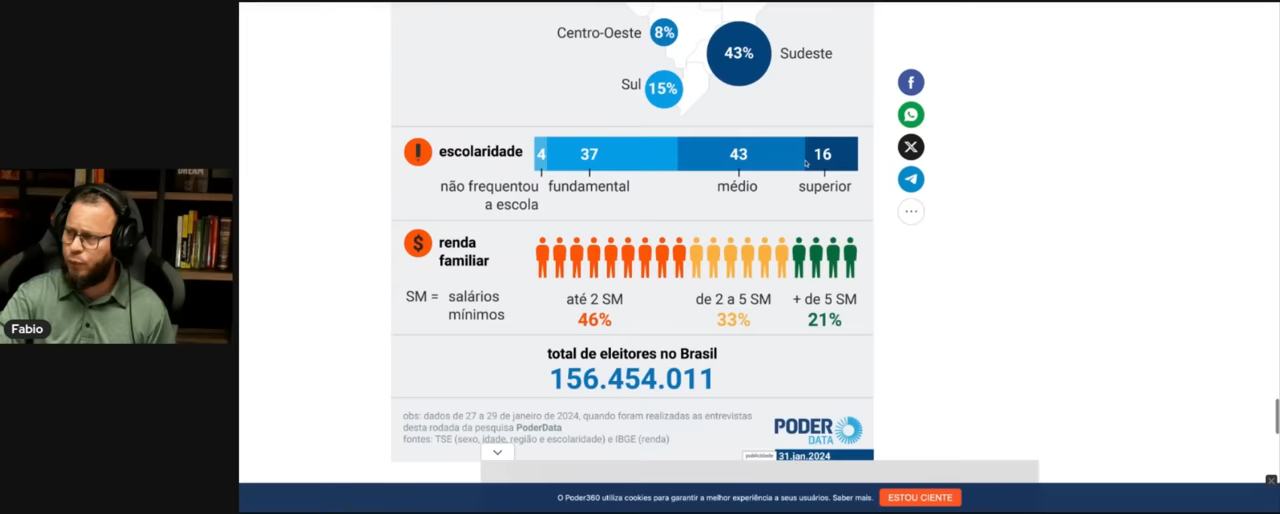 Centro-Oeste 8%
43% Sudeste
Sul 15%
escolaridade 4 37 43 16
não frequentou a escola fundamental médio superior
$ renda familiar
SM = salários mínimos
até 2 SM de 2 a 5 SM + de 5 SM
46% 33% 21%
total de eleitores no Brasil
156.454.011
obs: dados de 27 a 29 de janeiro de 2024, quando foram realizadas as entrevistas
desta rodada da pesquisa PoderData
fontes: TSE (sexo, idade, região e escolaridade) e IBGE (renda)
PODER
DATA
publicidade 31.jan.2024
O Poder360 utiliza cookies para garantir a melhor experiência a seus usuários. Saber mais.
ESTOU CIENTE
Fabio
DREAM